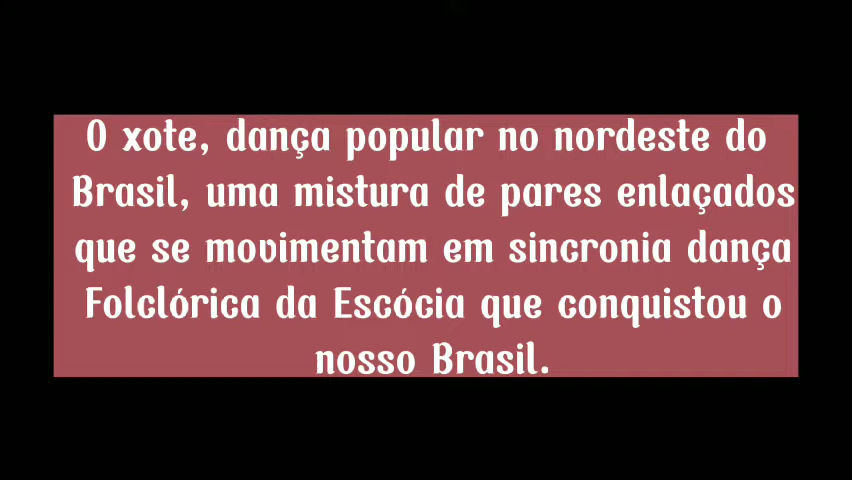 O xote, dança popular no nordeste do
Brasil, uma mistura de pares enlaçados
que se movimentam em sincronia dança
Folclórica da Escócia que conquistou o
nosso Brasil.